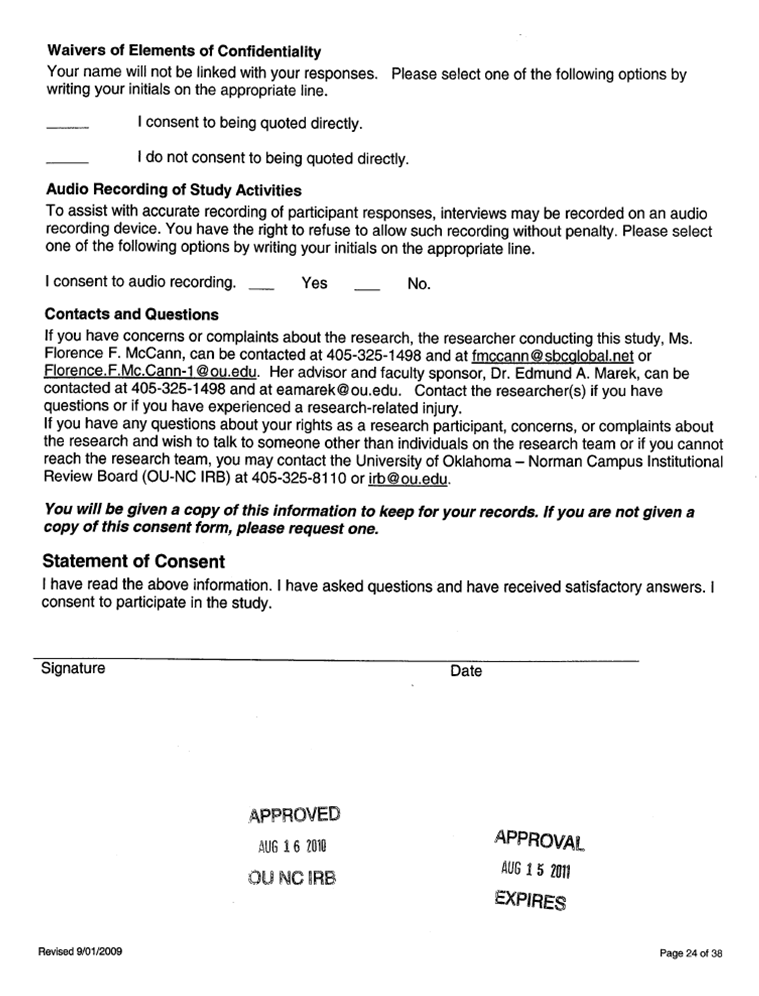 Waivers of Elements of Confidentiality
Your name will not be linked with your responses. Please select one of the following options by
writing your initials on the appropriate line.
_____ I consent to being quoted directly.
_____ I do not consent to being quoted directly.
Audio Recording of Study Activities
To assist with accurate recording of participant responses, interviews may be recorded on an audio
recording device. You have the right to refuse to allow such recording without penalty. Please select
one of the following options by writing your initials on the appropriate line.
I consent to audio recording. ___ Yes ___ No.
Contacts and Questions
If you have concerns or complaints about the research, the researcher conducting this study, Ms.
Florence F. McCann, can be contacted at 405-325-1498 and at fmccann@sbcglobal.net or
Florence.F.Mc.Cann-1@ou.edu. Her advisor and faculty sponsor, Dr. Edmund A. Marek, can be
contacted at 405-325-1498 and at eamarek@ou.edu. Contact the researcher(s) if you have
questions or if you have experienced a research-related injury.
If you have any questions about your rights as a research participant, concerns, or complaints about
the research and wish to talk to someone other than individuals on the research team or if you cannot
reach the research team, you may contact the University of Oklahoma – Norman Campus Institutional
Review Board (OU-NC IRB) at 405-325-8110 or irb@ou.edu.
You will be given a copy of this information to keep for your records. If you are not given a
copy of this consent form, please request one.
Statement of Consent
I have read the above information. I have asked questions and have received satisfactory answers. I
consent to participate in the study.
Signature Date
APPROVED
AUG 16 2010
OU NC IRB
APPROVAL
AUG 15 2011
EXPIRES
Revised 9/01/2009 Page 24 of 38